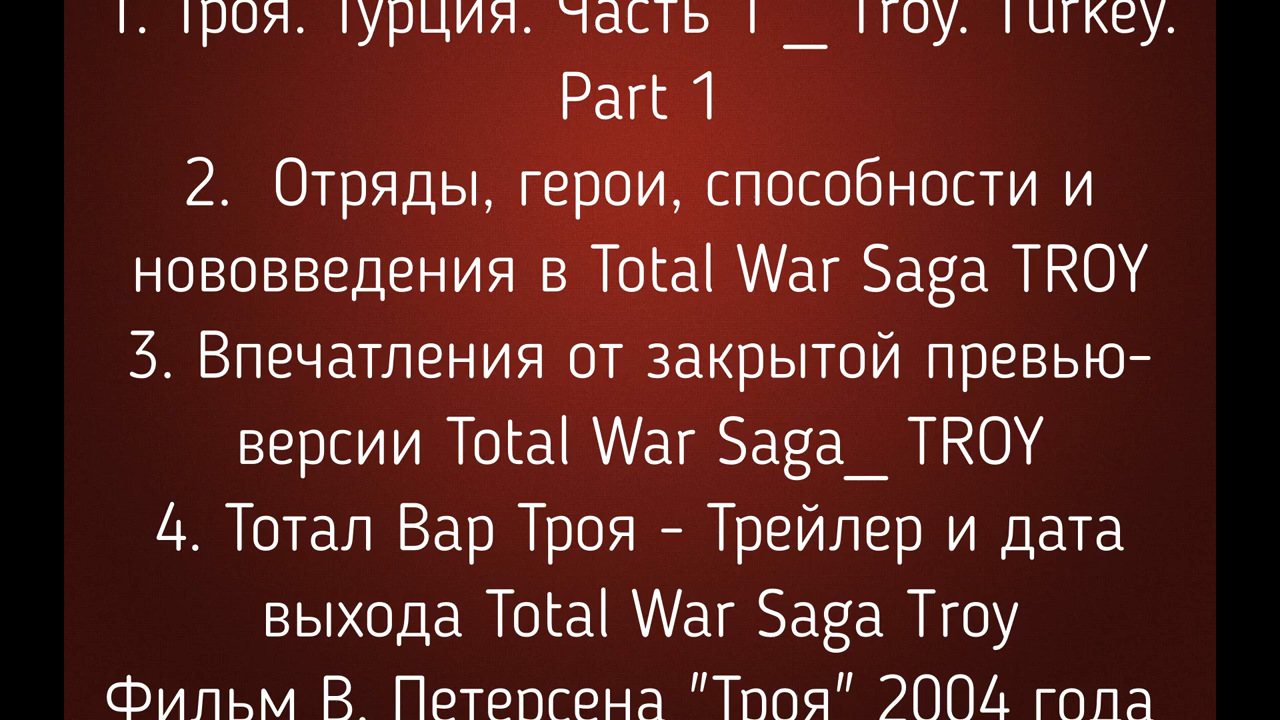 1. Троя. Турция. Часть 1 _ Troy. Turkey.
Part 1
2. Отряды, герои, способности и
нововведения в Total War Saga TROY
3. Впечатления от закрытой превью-
версии Total War Saga_ TROY
4. Тотал Вар Троя - Трейлер и дата
выхода Total War Saga Troy
Фильм В. Петерсена "Троя" 2004 года